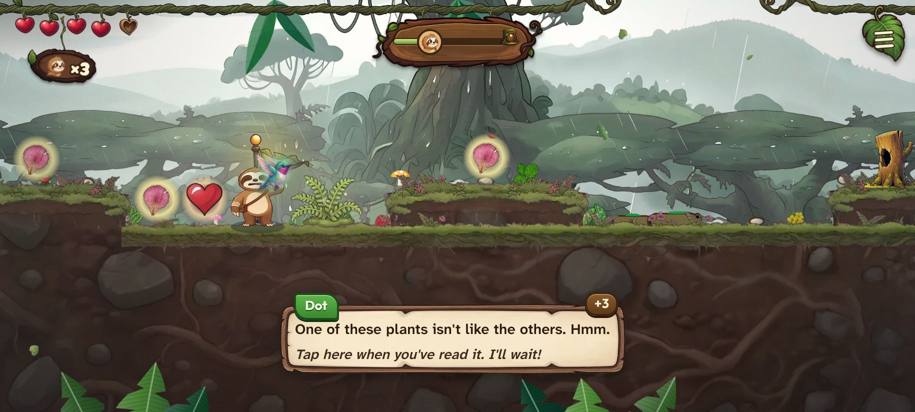 x3
Dot
+3
One of these plants isn't like the others. Hmm.
Tap here when you've read it. I'll wait!